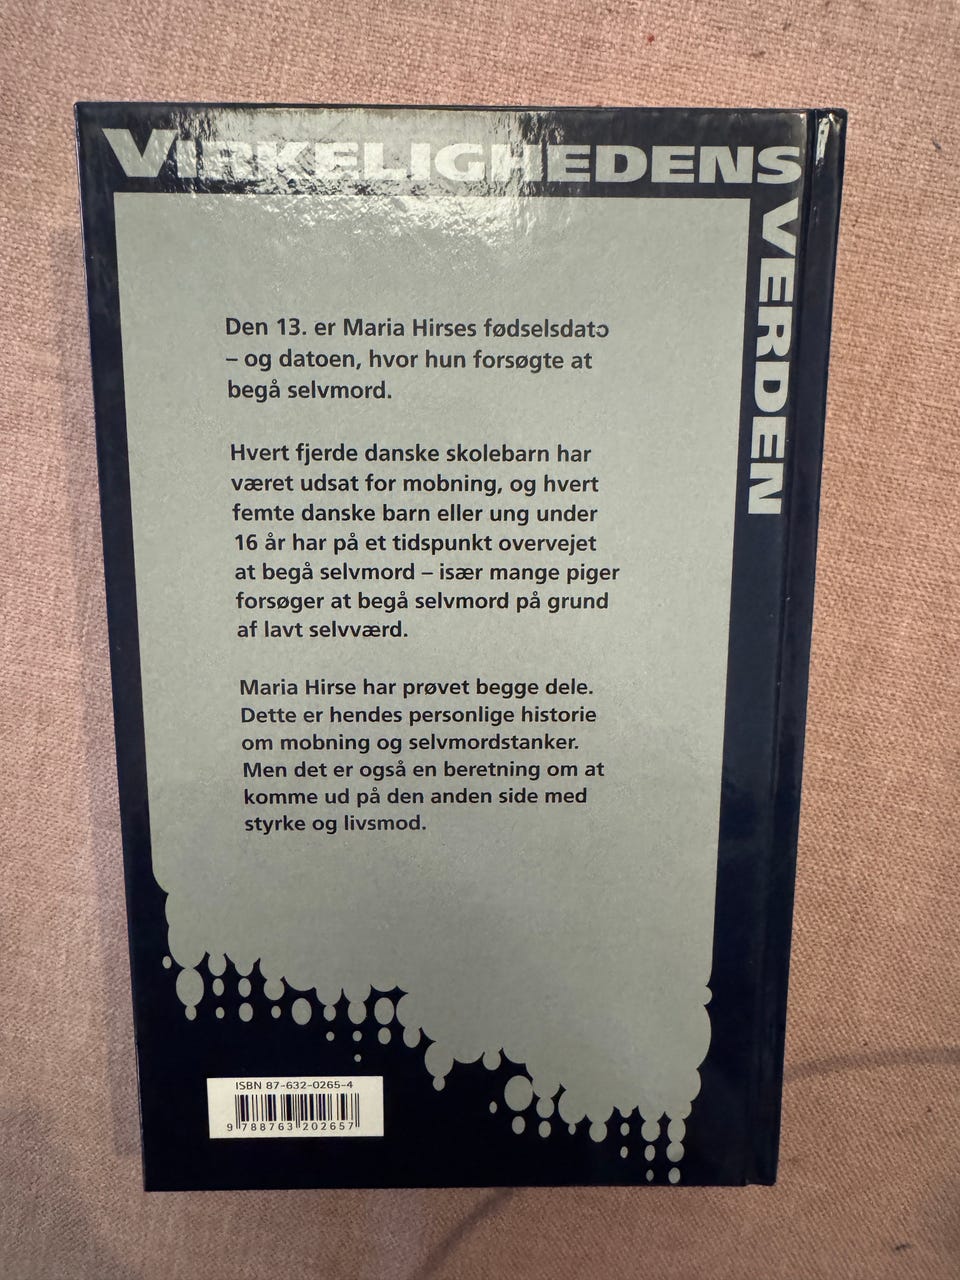 VIRKELIGHEDENS
VERDEN
Den 13. er Maria Hirses fødselsdato
– og datoen, hvor hun forsøgte at
begå selvmord.
Hvert fjerde danske skolebarn har
været udsat for mobning, og hvert
femte danske barn eller ung under
16 år har på et tidspunkt overvejet
at begå selvmord – især mange piger
forsøger at begå selvmord på grund
af lavt selvværd.
Maria Hirse har prøvet begge dele.
Dette er hendes personlige historie
om mobning og selvmordstanker.
Men det er også en beretning om at
komme ud på den anden side med
styrke og livsmod.
ISBN 87-632-0265-4
9 788763 202657